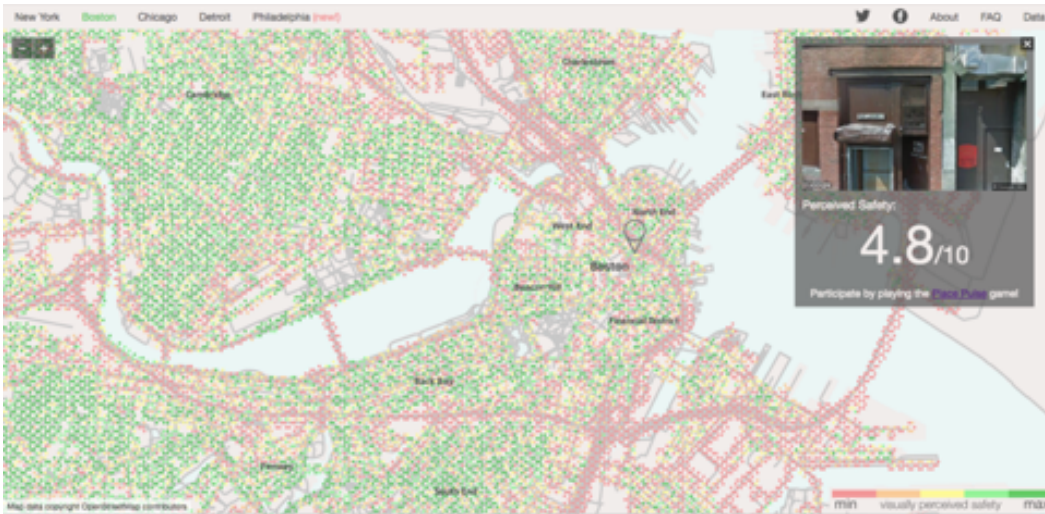 New York Boston Chicago Detroit Philadelphia (new!) About FAQ Data
Charlestown
Cambridge
East
Perceived Safety:
North End
West End
4.8/10
Boston
Beacon Hill
Participate by playing the Place Pulse game!
Financial District
Back Bay
Fenway
South End
min visually perceived safety max
Map data copyright OpenStreetMap contributors